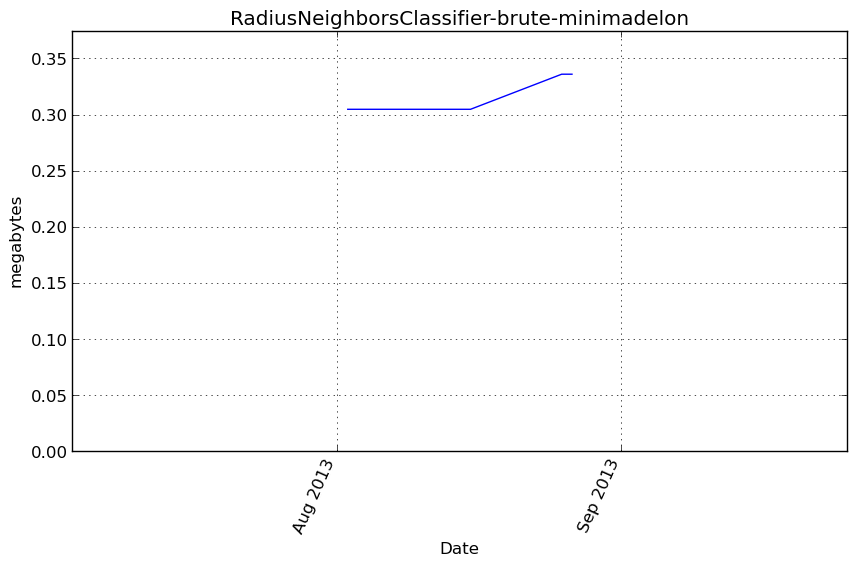 RadiusNeighborsClassifier-brute-minimadelon
0.35
0.30
0.25
0.20
0.15
0.10
0.05
0.00
megabytes
Aug 2013
Sep 2013
Date